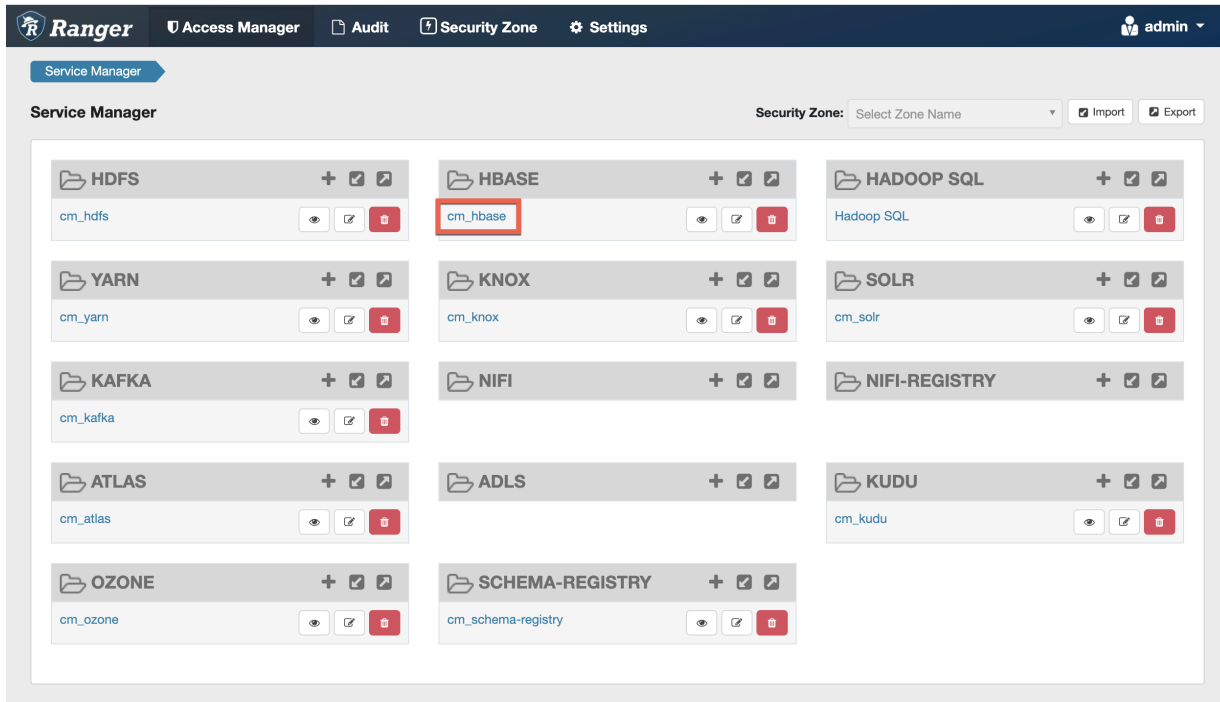 Ranger Access Manager Audit Security Zone Settings admin
Service Manager
Service Manager Security Zone: Select Zone Name Import Export
HDFS HBASE HADOOP SQL
cm_hdfs cm_hbase Hadoop SQL
YARN KNOX SOLR
cm_yarn cm_knox cm_solr
KAFKA NIFI NIFI-REGISTRY
cm_kafka
ATLAS ADLS KUDU
cm_atlas cm_kudu
OZONE SCHEMA-REGISTRY
cm_ozone cm_schema-registry